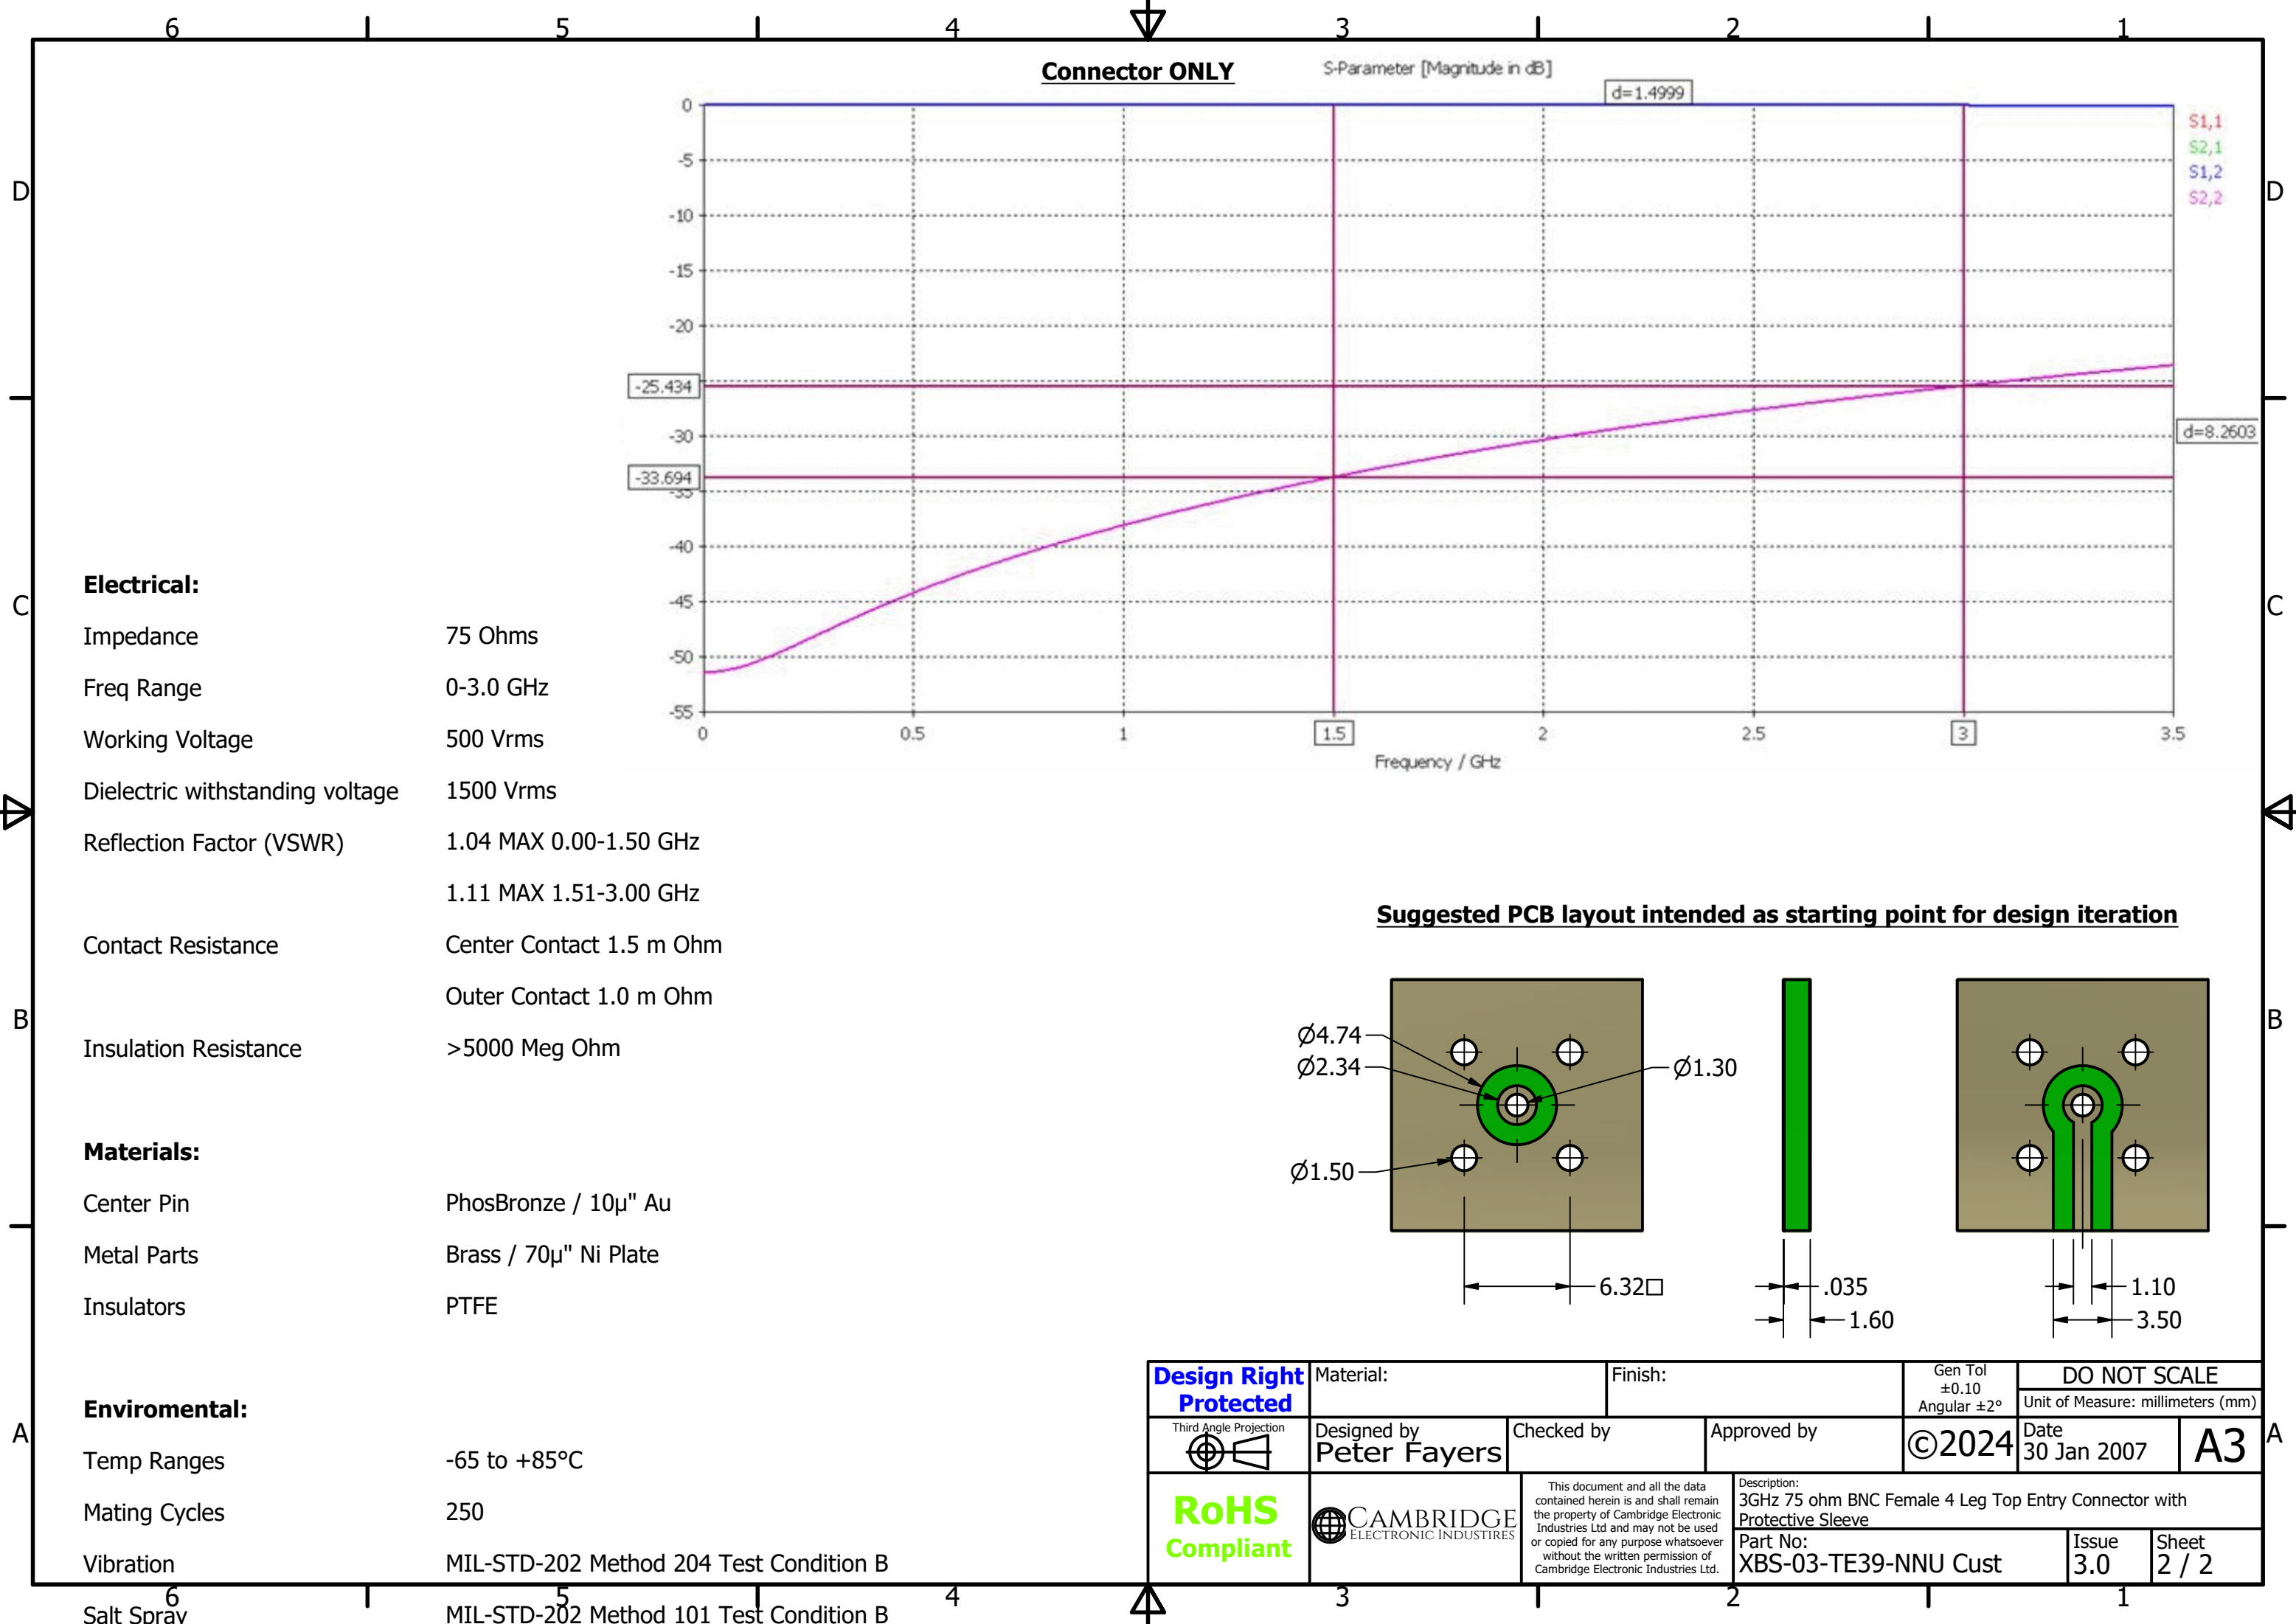 6 5 4 3 2 1
Connector ONLY
S-Parameter [Magnitude in dB]
d=1.4999
0
-5
-10
-15
-20
-25.434
-30
-33.694
-35
-40
-45
-50
-55
S1,1
S2,1
S1,2
S2,2
d=8.2603
0 0.5 1 1.5 2 2.5 3 3.5
Frequency / GHz
D
D
C
C
B
B
A
A
Electrical:
Impedance 75 Ohms
Freq Range 0-3.0 GHz
Working Voltage 500 Vrms
Dielectric withstanding voltage 1500 Vrms
Reflection Factor (VSWR) 1.04 MAX 0.00-1.50 GHz
1.11 MAX 1.51-3.00 GHz
Contact Resistance Center Contact 1.5 m Ohm
Outer Contact 1.0 m Ohm
Insulation Resistance >5000 Meg Ohm
Materials:
Center Pin PhosBronze / 10µ" Au
Metal Parts Brass / 70µ" Ni Plate
Insulators PTFE
Enviromental:
Temp Ranges -65 to +85°C
Mating Cycles 250
Vibration MIL-STD-202 Method 204 Test Condition B
Salt Spray MIL-STD-202 Method 101 Test Condition B
Suggested PCB layout intended as starting point for design iteration
Ø4.74
Ø2.34
Ø1.30
Ø1.50
6.32□
.035
1.60
1.10
3.50
Design Right
Protected
Material:
Finish:
Gen Tol
±0.10
Angular ±2°
DO NOT SCALE
Unit of Measure: millimeters (mm)
Third Angle Projection
Designed by
Peter Fayers
Checked by
Approved by
©2024
Date
30 Jan 2007
A3
RoHS
Compliant
CAMBRIDGE
ELECTRONIC INDUSTIRES
This document and all the data
contained herein is and shall remain
the property of Cambridge Electronic
Industries Ltd and may not be used
or copied for any purpose whatsoever
without the written permission of
Cambridge Electronic Industries Ltd.
Description:
3GHz 75 ohm BNC Female 4 Leg Top Entry Connector with
Protective Sleeve
Part No:
XBS-03-TE39-NNU Cust
Issue
3.0
Sheet
2 / 2
6 5 4 3 2 1